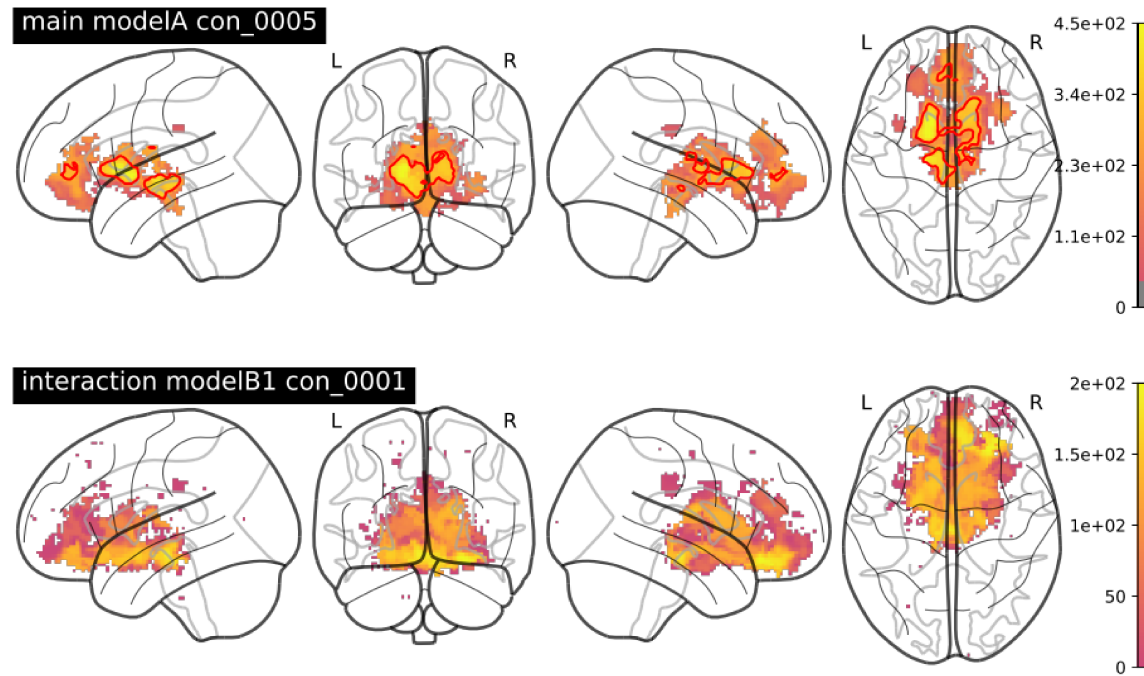 main modelA con_0005
L R L R
4.5e+02
3.4e+02
2.3e+02
1.1e+02
0
interaction modelB1 con_0001
L R L R
2e+02
1.5e+02
1e+02
50
0